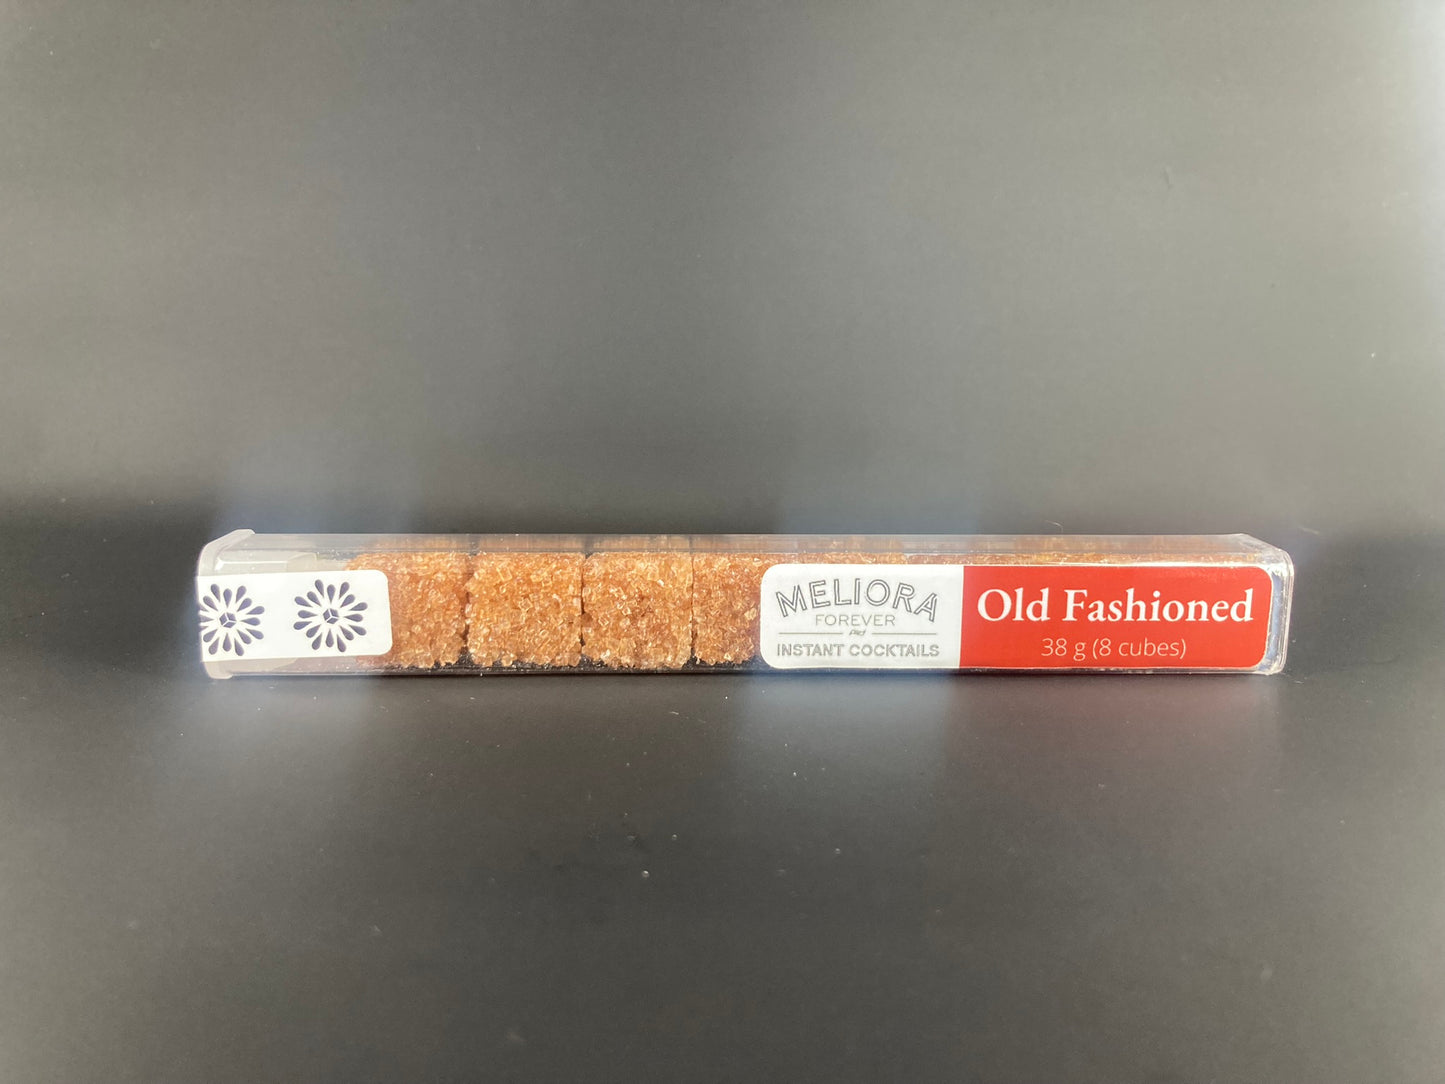 MELIORA
FOREVER
INSTANT COCKTAILS
Old Fashioned
38 g (8 cubes)